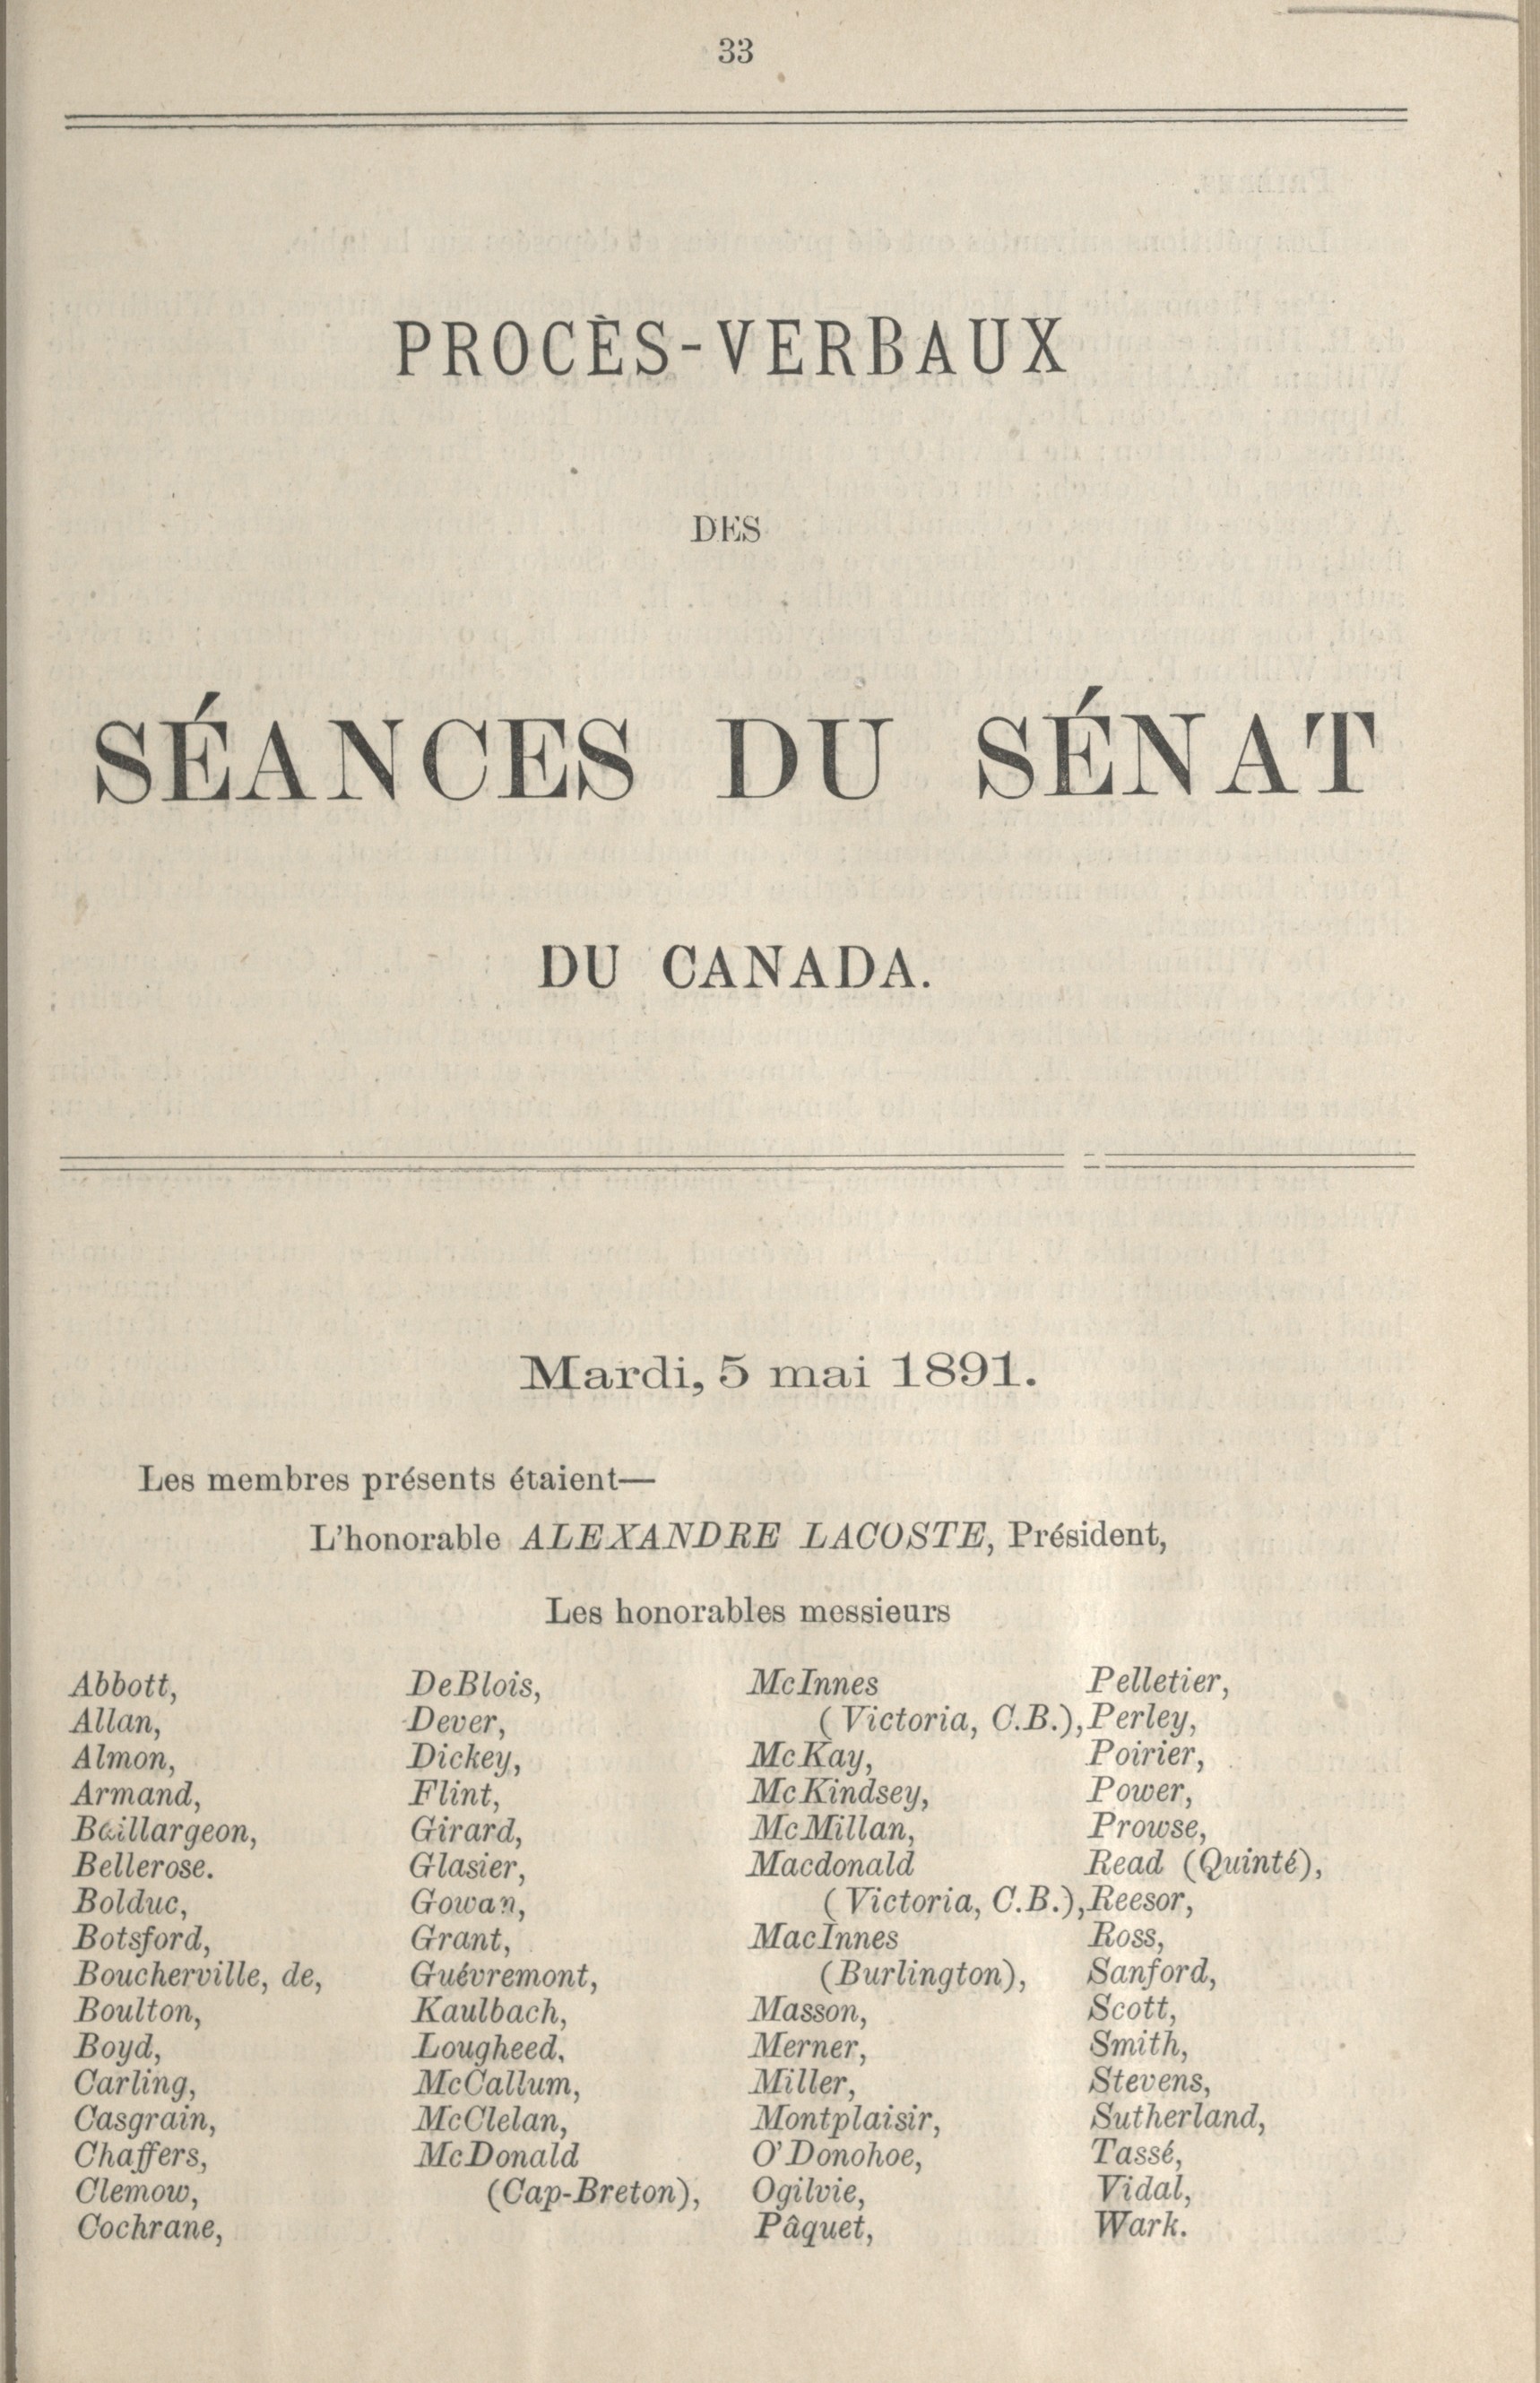 33
PROCÈS-VERBAUX
DES
SÉANCES DU SÉNAT
DU CANADA.
Mardi, 5 mai 1891.
Les membres présents étaient—
L'honorable ALEXANDRE LACOSTE, Président,
Les honorables messieurs
Abbott,
Allan,
Almon,
Armand,
Baillargeon,
Bellerose.
Bolduc,
Botsford,
Boucherville, de,
Boulton,
Boyd,
Carling,
Casgrain,
Chaffers,
Clemow,
Cochrane,
DeBlois,
Dever,
Dickey,
Flint,
Girard,
Glasier,
Gowan,
Grant,
Guévremont,
Kaulbach,
Lougheed,
McCallum,
McClelan,
McDonald
(Cap-Breton),
McInnes
(Victoria, C.B.),
McKay,
McKindsey,
McMillan,
Macdonald
(Victoria, C.B.),
MacInnes
(Burlington),
Masson,
Merner,
Miller,
Montplaisir,
O'Donohoe,
Ogilvie,
Pâquet,
Pelletier,
Perley,
Poirier,
Power,
Prowse,
Read (Quinté),
Reesor,
Ross,
Sanford,
Scott,
Smith,
Stevens,
Sutherland,
Tassé,
Vidal,
Wark.